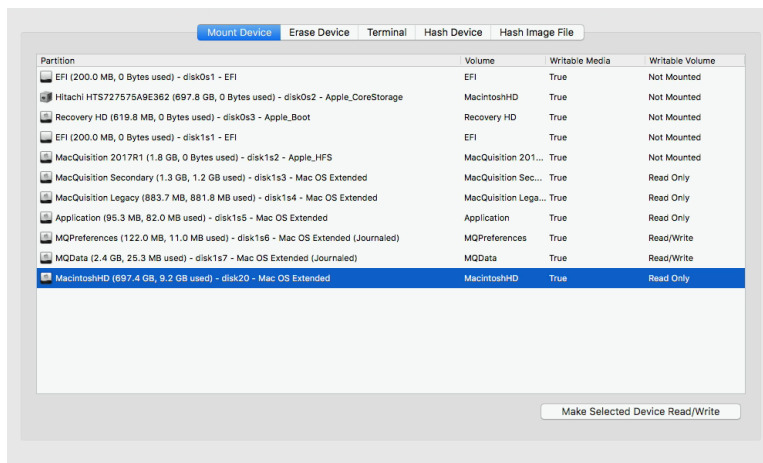 Mount Device Erase Device Terminal Hash Device Hash Image File
Partition Volume Writable Media Writable Volume
EFI (200.0 MB, 0 Bytes used) - disk0s1 - EFI EFI True Not Mounted
Hitachi HTS727575A9E362 (697.8 GB, 0 Bytes used) - disk0s2 - Apple_CoreStorage MacintoshHD True Not Mounted
Recovery HD (619.8 MB, 0 Bytes used) - disk0s3 - Apple_Boot Recovery HD True Not Mounted
EFI (200.0 MB, 0 Bytes used) - disk1s1 - EFI EFI True Not Mounted
MacQuisition 2017R1 (1.8 GB, 0 Bytes used) - disk1s2 - Apple_HFS MacQuisition 201... True Not Mounted
MacQuisition Secondary (1.3 GB, 1.2 GB used) - disk1s3 - Mac OS Extended MacQuisition Sec... True Read Only
MacQuisition Legacy (883.7 MB, 881.8 MB used) - disk1s4 - Mac OS Extended MacQuisition Lega... True Read Only
Application (95.3 MB, 82.0 MB used) - disk1s5 - Mac OS Extended Application True Read Only
MQPreferences (122.0 MB, 11.0 MB used) - disk1s6 - Mac OS Extended (Journaled) MQPreferences True Read/Write
MQData (2.4 GB, 25.3 MB used) - disk1s7 - Mac OS Extended (Journaled) MQData True Read/Write
MacintoshHD (697.4 GB, 9.2 GB used) - disk20 - Mac OS Extended MacintoshHD True Read Only
Make Selected Device Read/Write